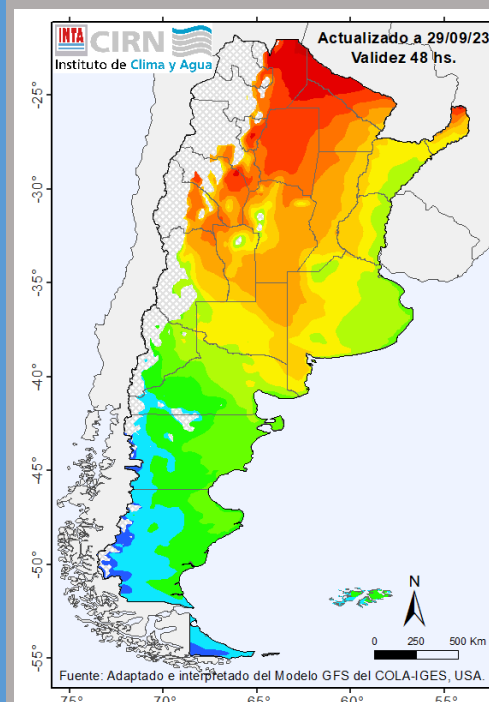 INTA CIRN
Instituto de Clima y Agua
Actualizado a 29/09/23
Validez 48 hs.
-25°
-30°
-35°
-40°
-45°
-50°
-55°
N
0 250 500 Km
Fuente: Adaptado e interpretado del Modelo GFS del COLA-IGES, USA.
-75° -70° -65° -60° -55°